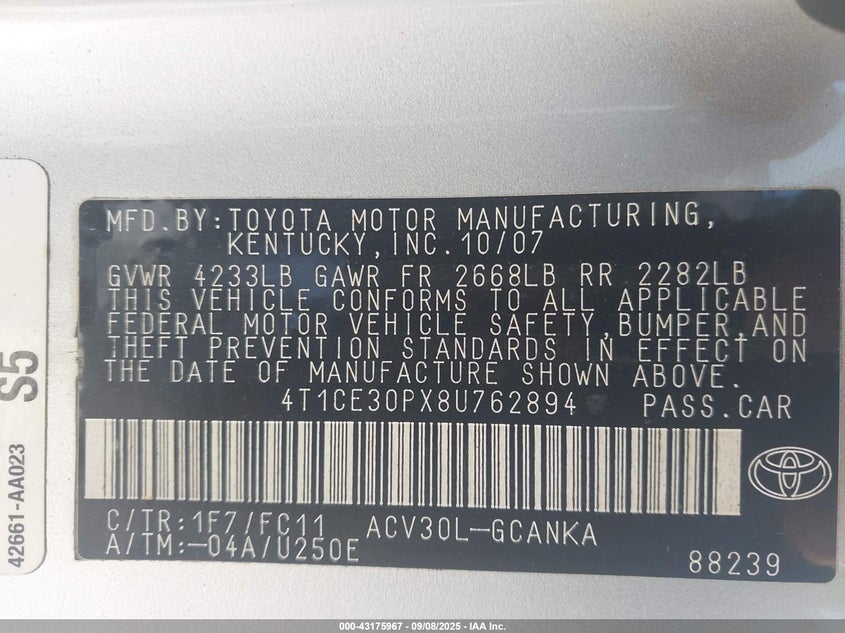 MFD.BY:TOYOTA MOTOR MANUFACTURING,
KENTUCKY,INC.10/07
GVWR 4233LB GAWR FR 2668LB RR 2282LB
THIS VEHICLE CONFORMS TO ALL APPLICABLE
FEDERAL MOTOR VEHICLE SAFETY,BUMPER,AND
THEFT PREVENTION STANDARDS IN EFFECT ON
THE DATE OF MANUFACTURE SHOWN ABOVE.
4T1CE30PX8U762894 PASS.CAR
C/TR:1F7/FC11 ACV30L-GCANKA
A/TM:-04A/U250E
88239
S5
42661-AA023
000-43175967 - 09/08/2025 - IAA Inc.